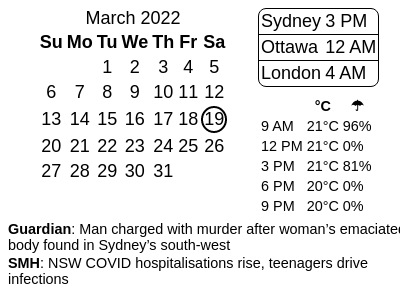 March 2022
Su Mo Tu We Th Fr Sa
1 2 3 4 5
6 7 8 9 10 11 12
13 14 15 16 17 18 19
20 21 22 23 24 25 26
27 28 29 30 31
Sydney 3 PM
Ottawa 12 AM
London 4 AM
°C ☂
9 AM 21°C 96%
12 PM 21°C 0%
3 PM 21°C 81%
6 PM 20°C 0%
9 PM 20°C 0%
Guardian: Man charged with murder after woman’s emaciate
body found in Sydney’s south-west
SMH: NSW COVID hospitalisations rise, teenagers drive
infections